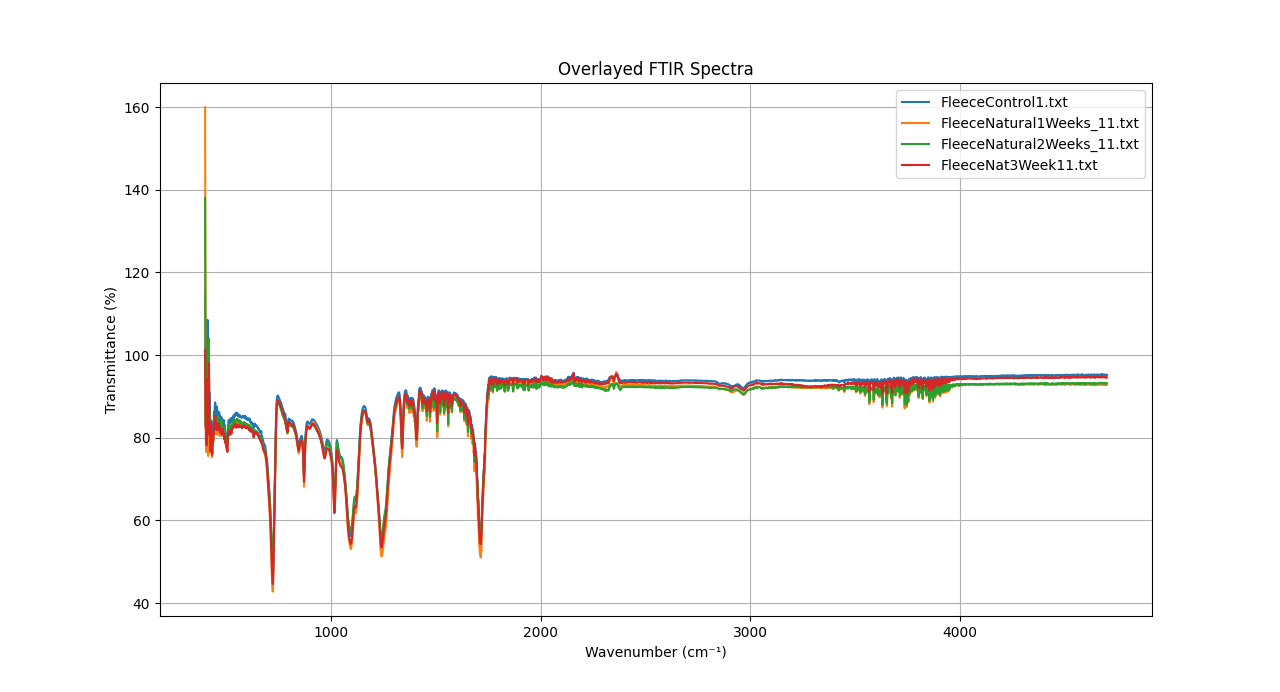 Overlayed FTIR Spectra
FleeceControl1.txt
FleeceNatural1Weeks_11.txt
FleeceNatural2Weeks_11.txt
FleeceNat3Week11.txt
160
140
120
100
80
60
40
Transmittance (%)
1000 2000 3000 4000
Wavenumber (cm⁻¹)